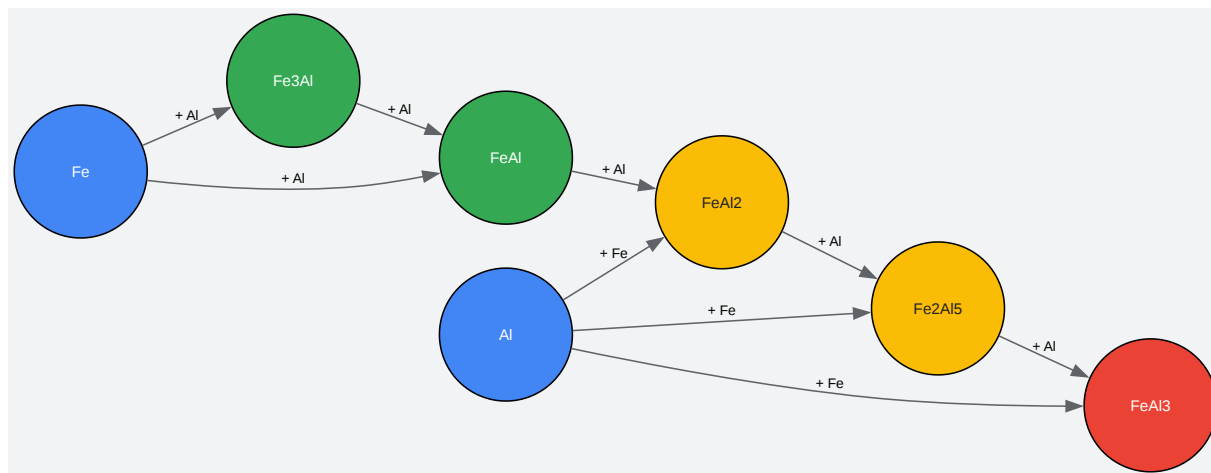 Fe3Al
+ Al
+ Al
Fe
FeAl
+ Al
+ Al
FeAl2
+ Fe
+ Al
Fe2Al5
+ Fe
Al
+ Al
+ Fe
FeAl3